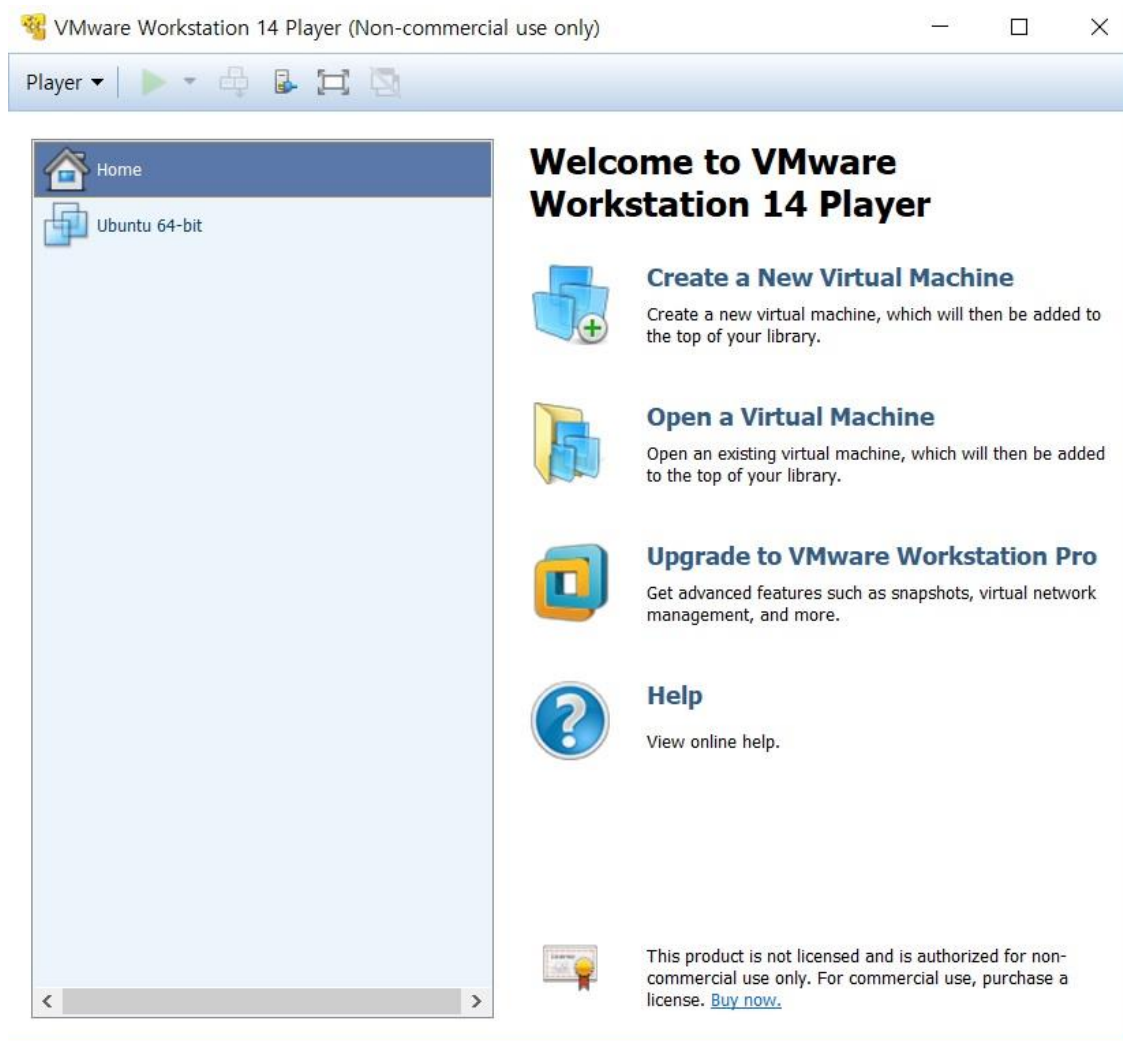 VMware Workstation 14 Player (Non-commercial use only)
Player
Home
Ubuntu 64-bit
Welcome to VMware
Workstation 14 Player
Create a New Virtual Machine
Create a new virtual machine, which will then be added to
the top of your library.
Open a Virtual Machine
Open an existing virtual machine, which will then be added
to the top of your library.
Upgrade to VMware Workstation Pro
Get advanced features such as snapshots, virtual network
management, and more.
Help
View online help.
This product is not licensed and is authorized for non-
commercial use only. For commercial use, purchase a
license. Buy now.